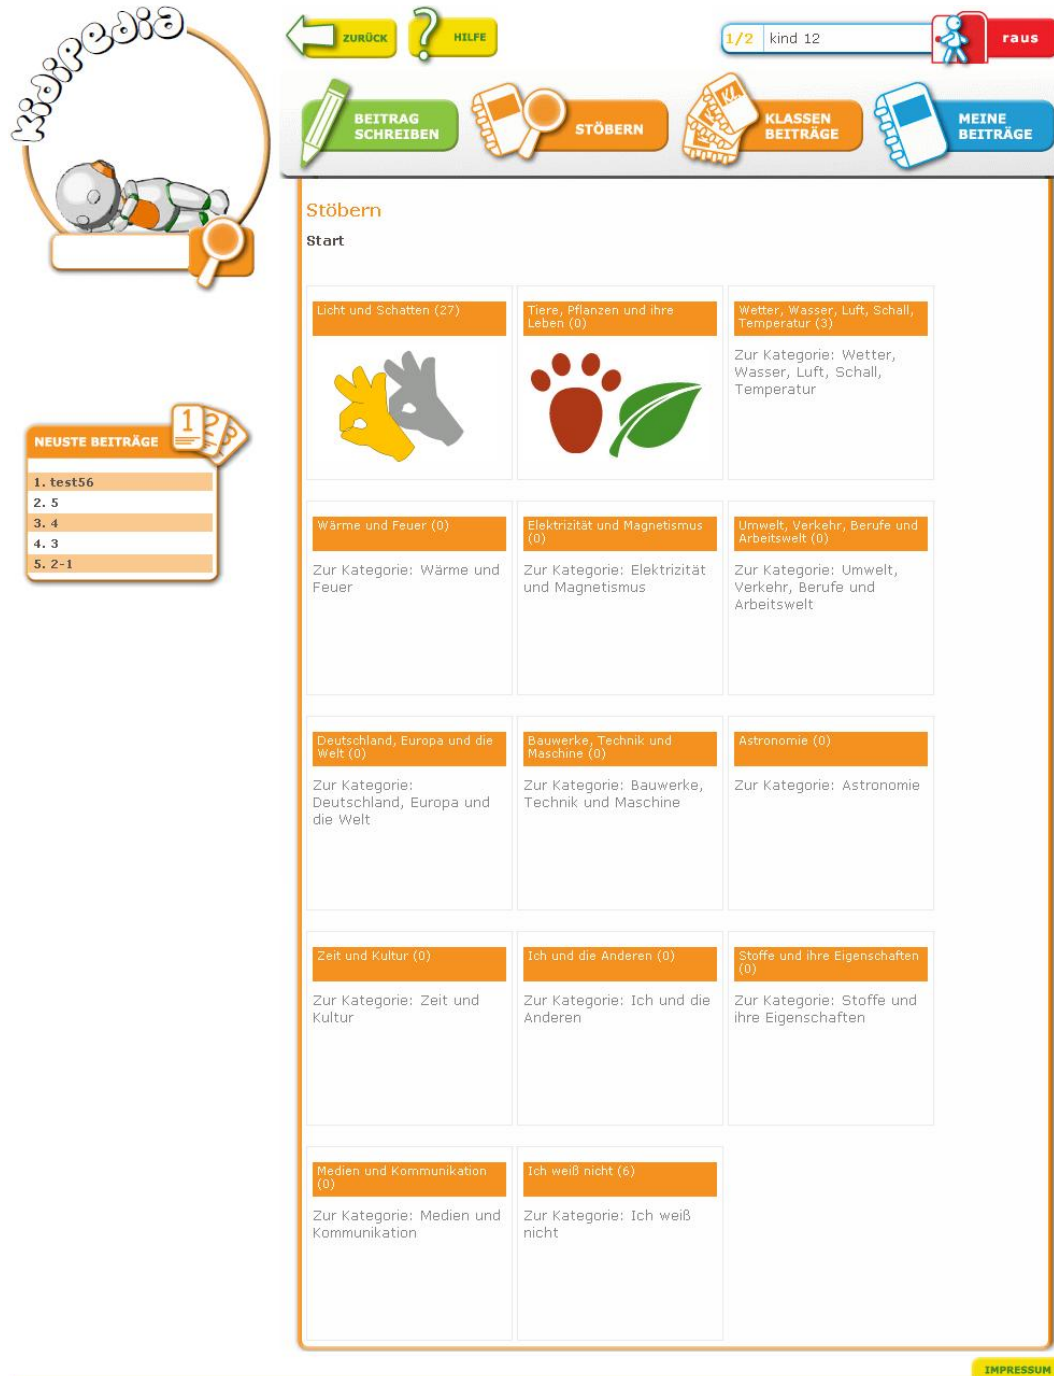 kidipedia
ZURÜCK
HILFE
1/2 kind 12
raus
BEITRAG
SCHREIBEN
STÖBERN
KL.
KLASSEN
BEITRÄGE
MEINE
BEITRÄGE
Stöbern
Start
Licht und Schatten (27)
Tiere, Pflanzen und ihre
Leben (0)
Wetter, Wasser, Luft, Schall,
Temperatur (3)
Zur Kategorie: Wetter,
Wasser, Luft, Schall,
Temperatur
NEUSTE BEITRÄGE
1 2 3
1. test56
2. 5
3. 4
4. 3
5. 2-1
Wärme und Feuer (0)
Zur Kategorie: Wärme und
Feuer
Elektrizität und Magnetismus
(0)
Zur Kategorie: Elektrizität
und Magnetismus
Umwelt, Verkehr, Berufe und
Arbeitswelt (0)
Zur Kategorie: Umwelt,
Verkehr, Berufe und
Arbeitswelt
Deutschland, Europa und die
Welt (0)
Zur Kategorie:
Deutschland, Europa und
die Welt
Bauwerke, Technik und
Maschine (0)
Zur Kategorie: Bauwerke,
Technik und Maschine
Astronomie (0)
Zur Kategorie: Astronomie
Zeit und Kultur (0)
Zur Kategorie: Zeit und
Kultur
Ich und die Anderen (0)
Zur Kategorie: Ich und die
Anderen
Stoffe und ihre Eigenschaften
(0)
Zur Kategorie: Stoffe und
ihre Eigenschaften
Medien und Kommunikation
(0)
Zur Kategorie: Medien und
Kommunikation
Ich weiß nicht (6)
Zur Kategorie: Ich weiß
nicht
IMPRESSUM